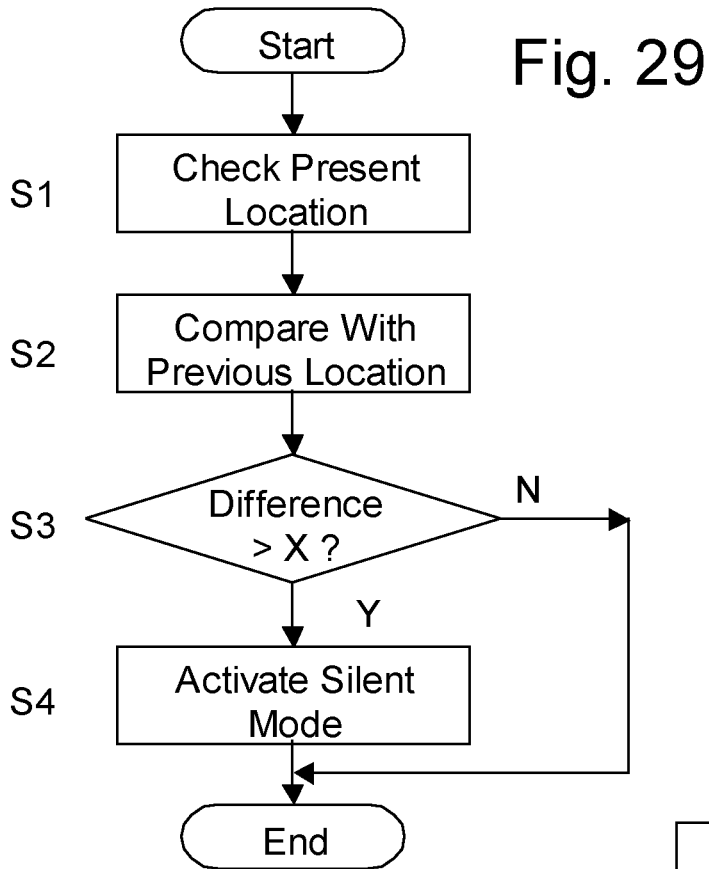 Start
Fig. 29
S1
Check Present
Location
S2
Compare With
Previous Location
S3
Difference
> X ?
N
Y
S4
Activate Silent
Mode
End